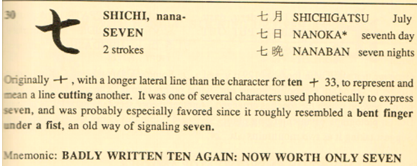 30 七 SHICHI, nana- 七月 SHICHIGATSU July
SEVEN 七日 NANOKA* seventh day
2 strokes 七晩 NANABAN seven nights
Originally 七, with a longer lateral line than the character for ten 十 33, to represent and
mean a line cutting another. It was one of several characters used phonetically to express
seven, and was probably especially favored since it roughly resembled a bent finger
under a fist, an old way of signaling seven.
Mnemonic: BADLY WRITTEN TEN AGAIN: NOW WORTH ONLY SEVEN